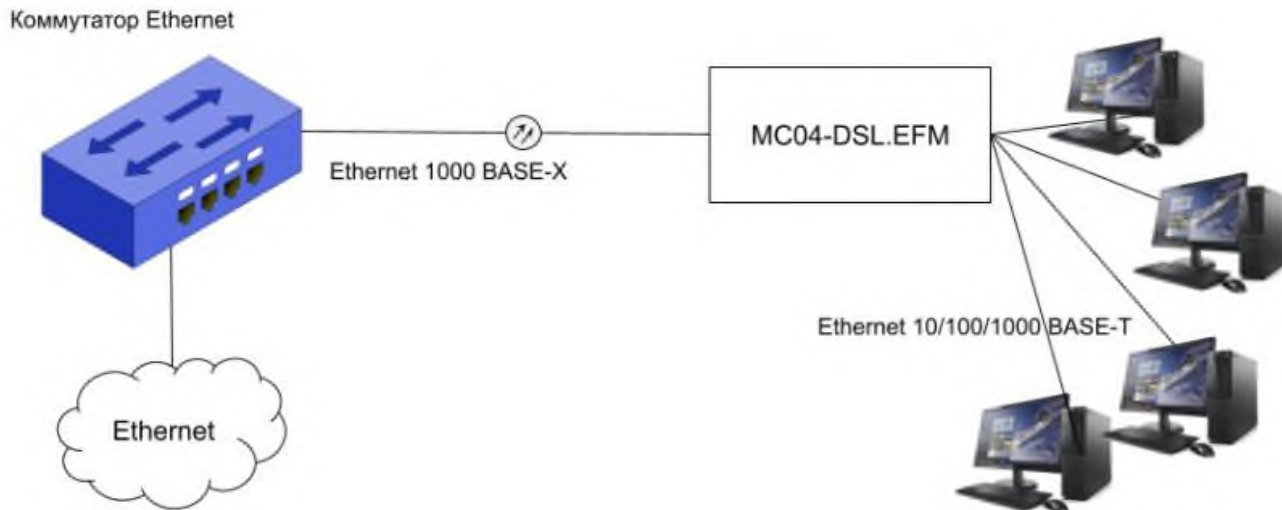 Коммутатор Ethernet
Ethernet 1000 BASE-X
MC04-DSL.EFM
Ethernet 10/100/1000 BASE-T
Ethernet